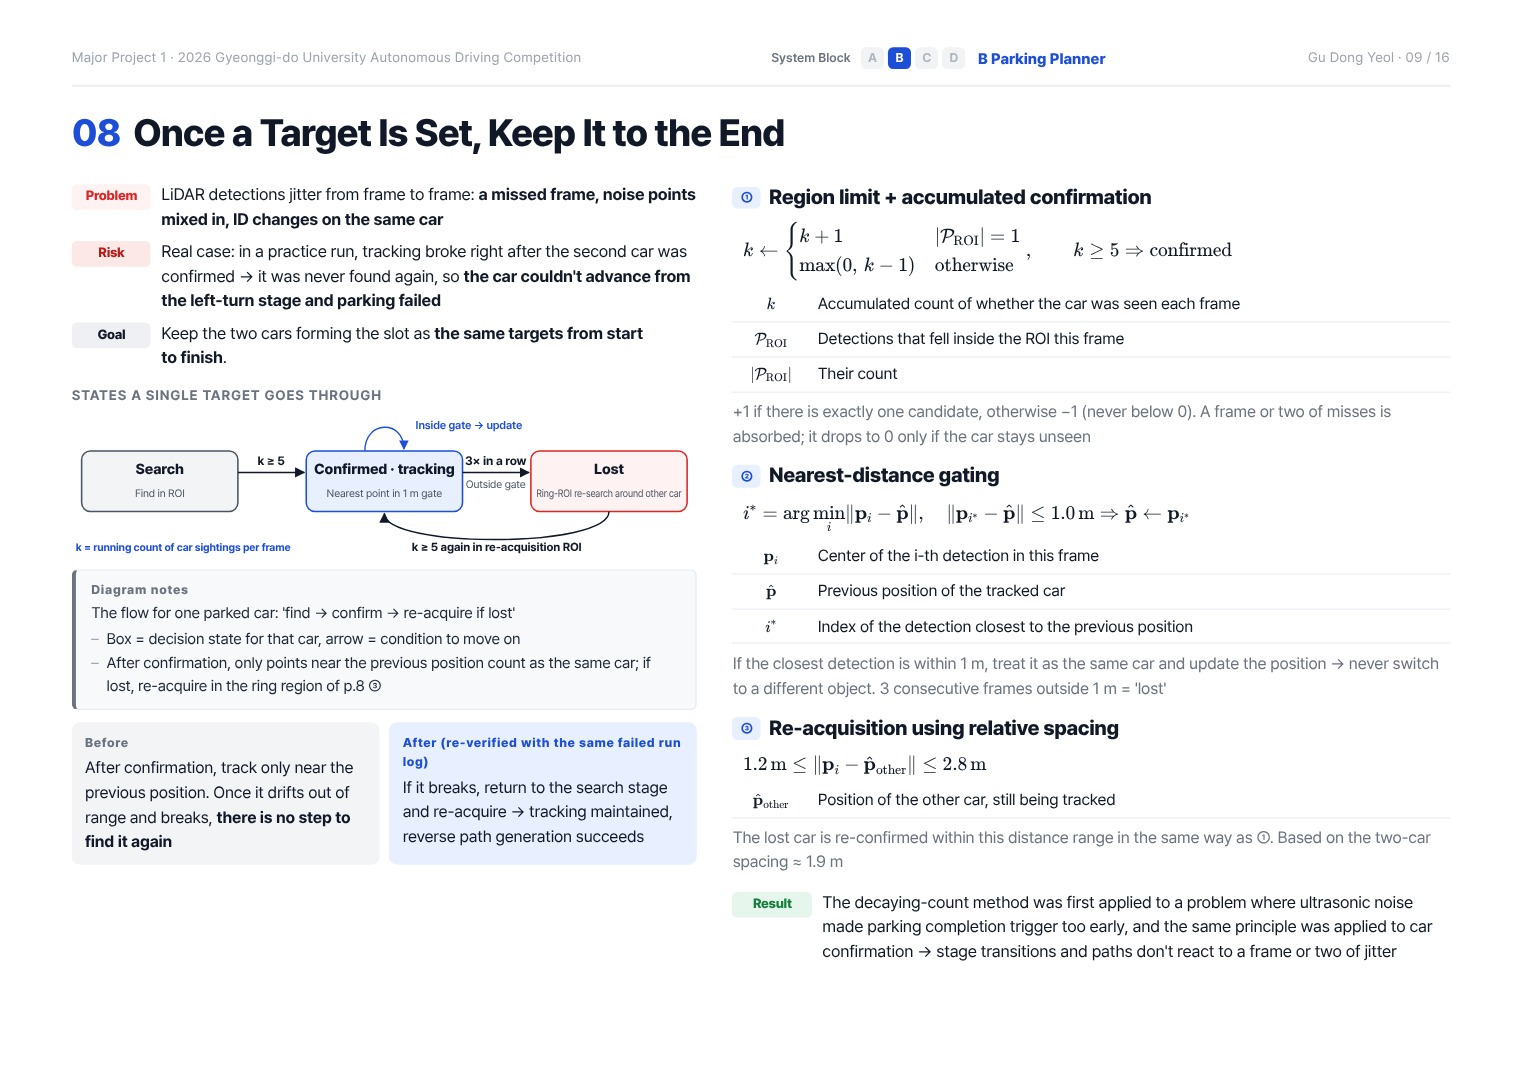 Major Project 1 · 2026 Gyeonggi-do University Autonomous Driving Competition
System Block A B C D B Parking Planner
Gu Dong Yeol · 09 / 16
08 Once a Target Is Set, Keep It to the End
Problem LiDAR detections jitter from frame to frame: a missed frame, noise points
mixed in, ID changes on the same car
Risk Real case: in a practice run, tracking broke right after the second car was
confirmed → it was never found again, so the car couldn't advance from
the left-turn stage and parking failed
Goal Keep the two cars forming the slot as the same targets from start
to finish.
STATES A SINGLE TARGET GOES THROUGH
Inside gate → update
Search
Find in ROI
k ≥ 5
Confirmed · tracking
Nearest point in 1 m gate
3× in a row
Outside gate
Lost
Ring-ROI re-search around other car
k = running count of car sightings per frame
k ≥ 5 again in re-acquisition ROI
Diagram notes
The flow for one parked car: 'find → confirm → re-acquire if lost'
– Box = decision state for that car, arrow = condition to move on
– After confirmation, only points near the previous position count as the same car; if
lost, re-acquire in the ring region of p.8 ③
Before
After confirmation, track only near the
previous position. Once it drifts out of
range and breaks, there is no step to
find it again
After (re-verified with the same failed run
log)
If it breaks, return to the search stage
and re-acquire → tracking maintained,
reverse path generation succeeds
① Region limit + accumulated confirmation
k ← { k + 1 |𝒫ROI| = 1
max(0, k − 1) otherwise , k ≥ 5 ⇒ confirmed
k Accumulated count of whether the car was seen each frame
𝒫ROI Detections that fell inside the ROI this frame
|𝒫ROI| Their count
+1 if there is exactly one candidate, otherwise −1 (never below 0). A frame or two of misses is
absorbed; it drops to 0 only if the car stays unseen
② Nearest-distance gating
i* = arg min i ‖p_i − p̂‖, ‖p_i* − p̂‖ ≤ 1.0 m ⇒ p̂ ← p_i*
p_i Center of the i-th detection in this frame
p̂ Previous position of the tracked car
i* Index of the detection closest to the previous position
If the closest detection is within 1 m, treat it as the same car and update the position → never switch
to a different object. 3 consecutive frames outside 1 m = 'lost'
③ Re-acquisition using relative spacing
1.2 m ≤ ‖p_i − p̂_other‖ ≤ 2.8 m
p̂_other Position of the other car, still being tracked
The lost car is re-confirmed within this distance range in the same way as ①. Based on the two-car
spacing ≈ 1.9 m
Result The decaying-count method was first applied to a problem where ultrasonic noise
made parking completion trigger too early, and the same principle was applied to car
confirmation → stage transitions and paths don't react to a frame or two of jitter